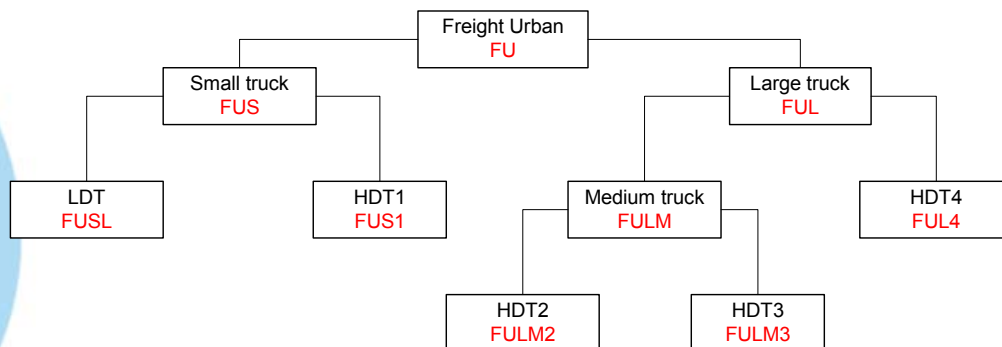 Freight Urban
FU
Small truck
FUS
Large truck
FUL
LDT
FUSL
HDT1
FUS1
Medium truck
FULM
HDT4
FUL4
HDT2
FULM2
HDT3
FULM3